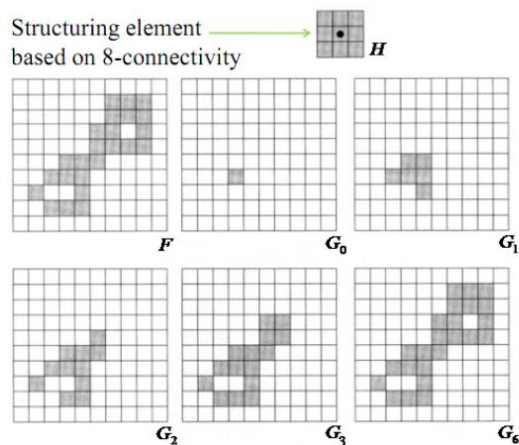 Structuring element
based on 8-connectivity
H
F
G₀
G₁
G₂
G₃
G₆